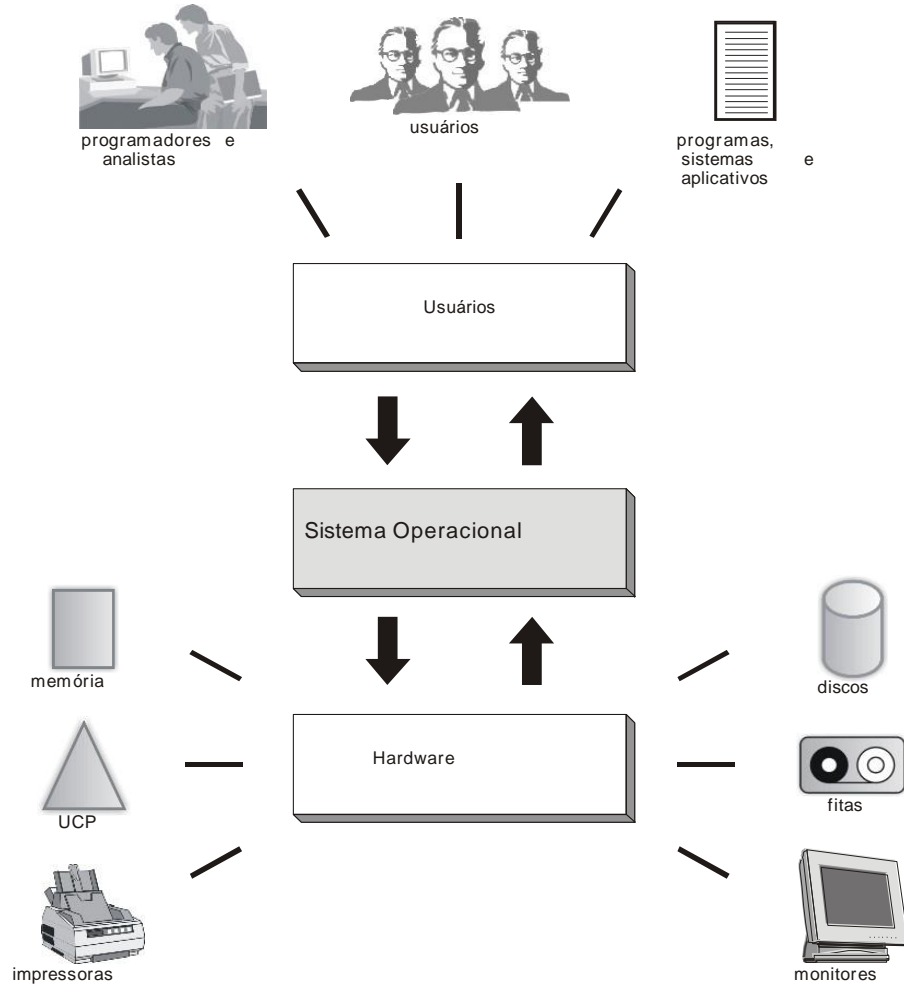 programadores e
analistas
usuários
programas,
sistemas e
aplicativos
Usuários
Sistema Operacional
memória
discos
Hardware
UCP
fitas
impressoras
monitores